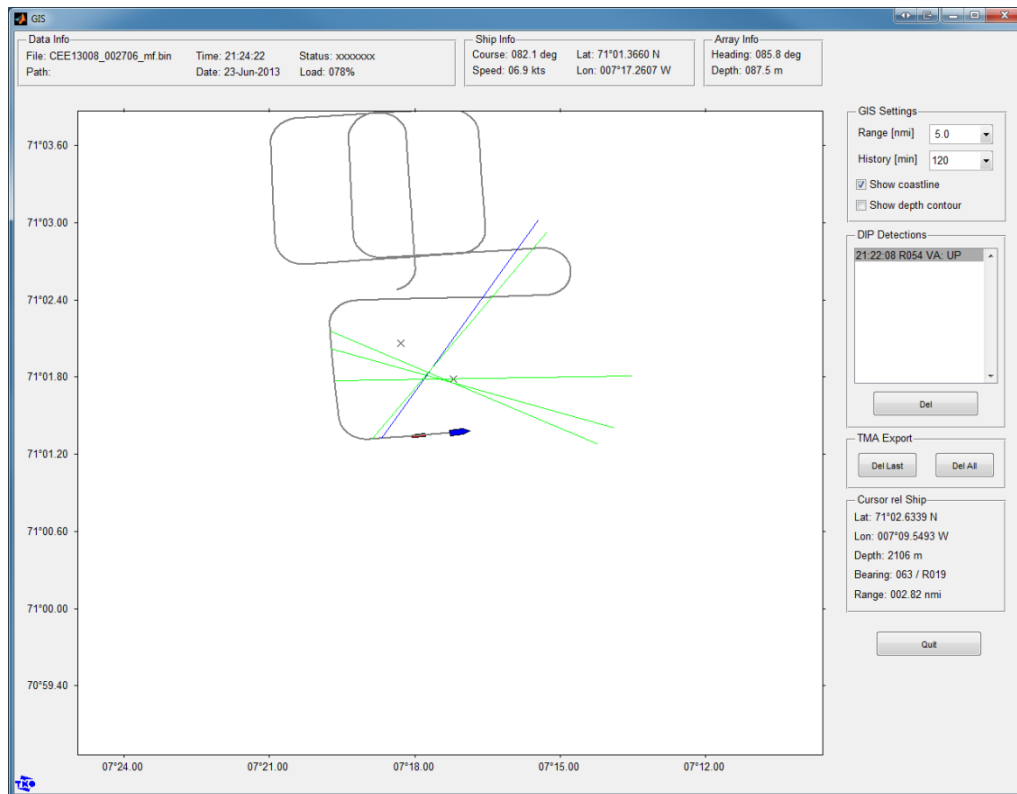 GIS
Data Info
File: CEE13008_002706_mf.bin Time: 21:24:22 Status: xxxxxxx
Path: Date: 23-Jun-2013 Load: 078%
Ship Info
Course: 082.1 deg Lat: 71°01.3660 N
Speed: 06.9 kts Lon: 007°17.2607 W
Array Info
Heading: 085.8 deg
Depth: 087.5 m
71°03.60
71°03.00
71°02.40
71°01.80
71°01.20
71°00.60
71°00.00
70°59.40
07°24.00 07°21.00 07°18.00 07°15.00 07°12.00
GIS Settings
Range [nmi] 5.0
History [min] 120
Show coastline
Show depth contour
DIP Detections
21:22:08 R054 VA: UP
Del
TMA Export
Del Last Del All
Cursor rel Ship
Lat: 71°02.6339 N
Lon: 007°09.5493 W
Depth: 2106 m
Bearing: 063 / R019
Range: 002.82 nmi
Quit